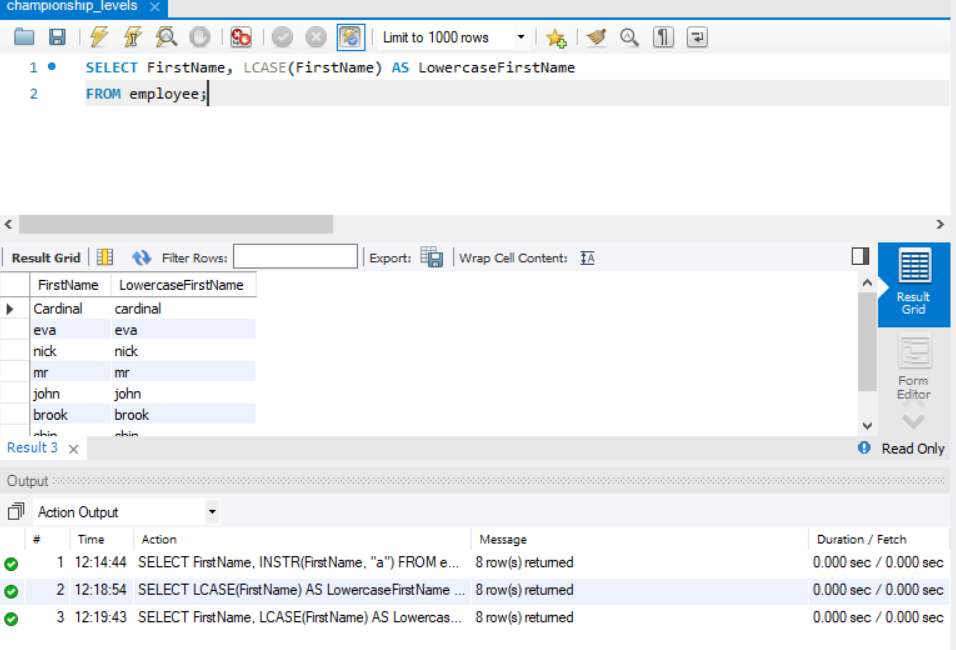 championship_levels
Limit to 1000 rows
1 SELECT FirstName, LCASE(FirstName) AS LowercaseFirstName
2 FROM employee;
Result Grid Filter Rows: Export: Wrap Cell Content: IA
Result Grid
Form Editor
FirstName LowercaseFirstName
Cardinal cardinal
eva eva
nick nick
mr mr
john john
brook brook
Result 3
Read Only
Output
Action Output
# Time Action Message Duration / Fetch
1 12:14:44 SELECT FirstName, INSTR(FirstName, "a") FROM e... 8 row(s) returned 0.000 sec / 0.000 sec
2 12:18:54 SELECT LCASE(FirstName) AS LowercaseFirstName ... 8 row(s) returned 0.000 sec / 0.000 sec
3 12:19:43 SELECT FirstName, LCASE(FirstName) AS Lowercas... 8 row(s) returned 0.000 sec / 0.000 sec